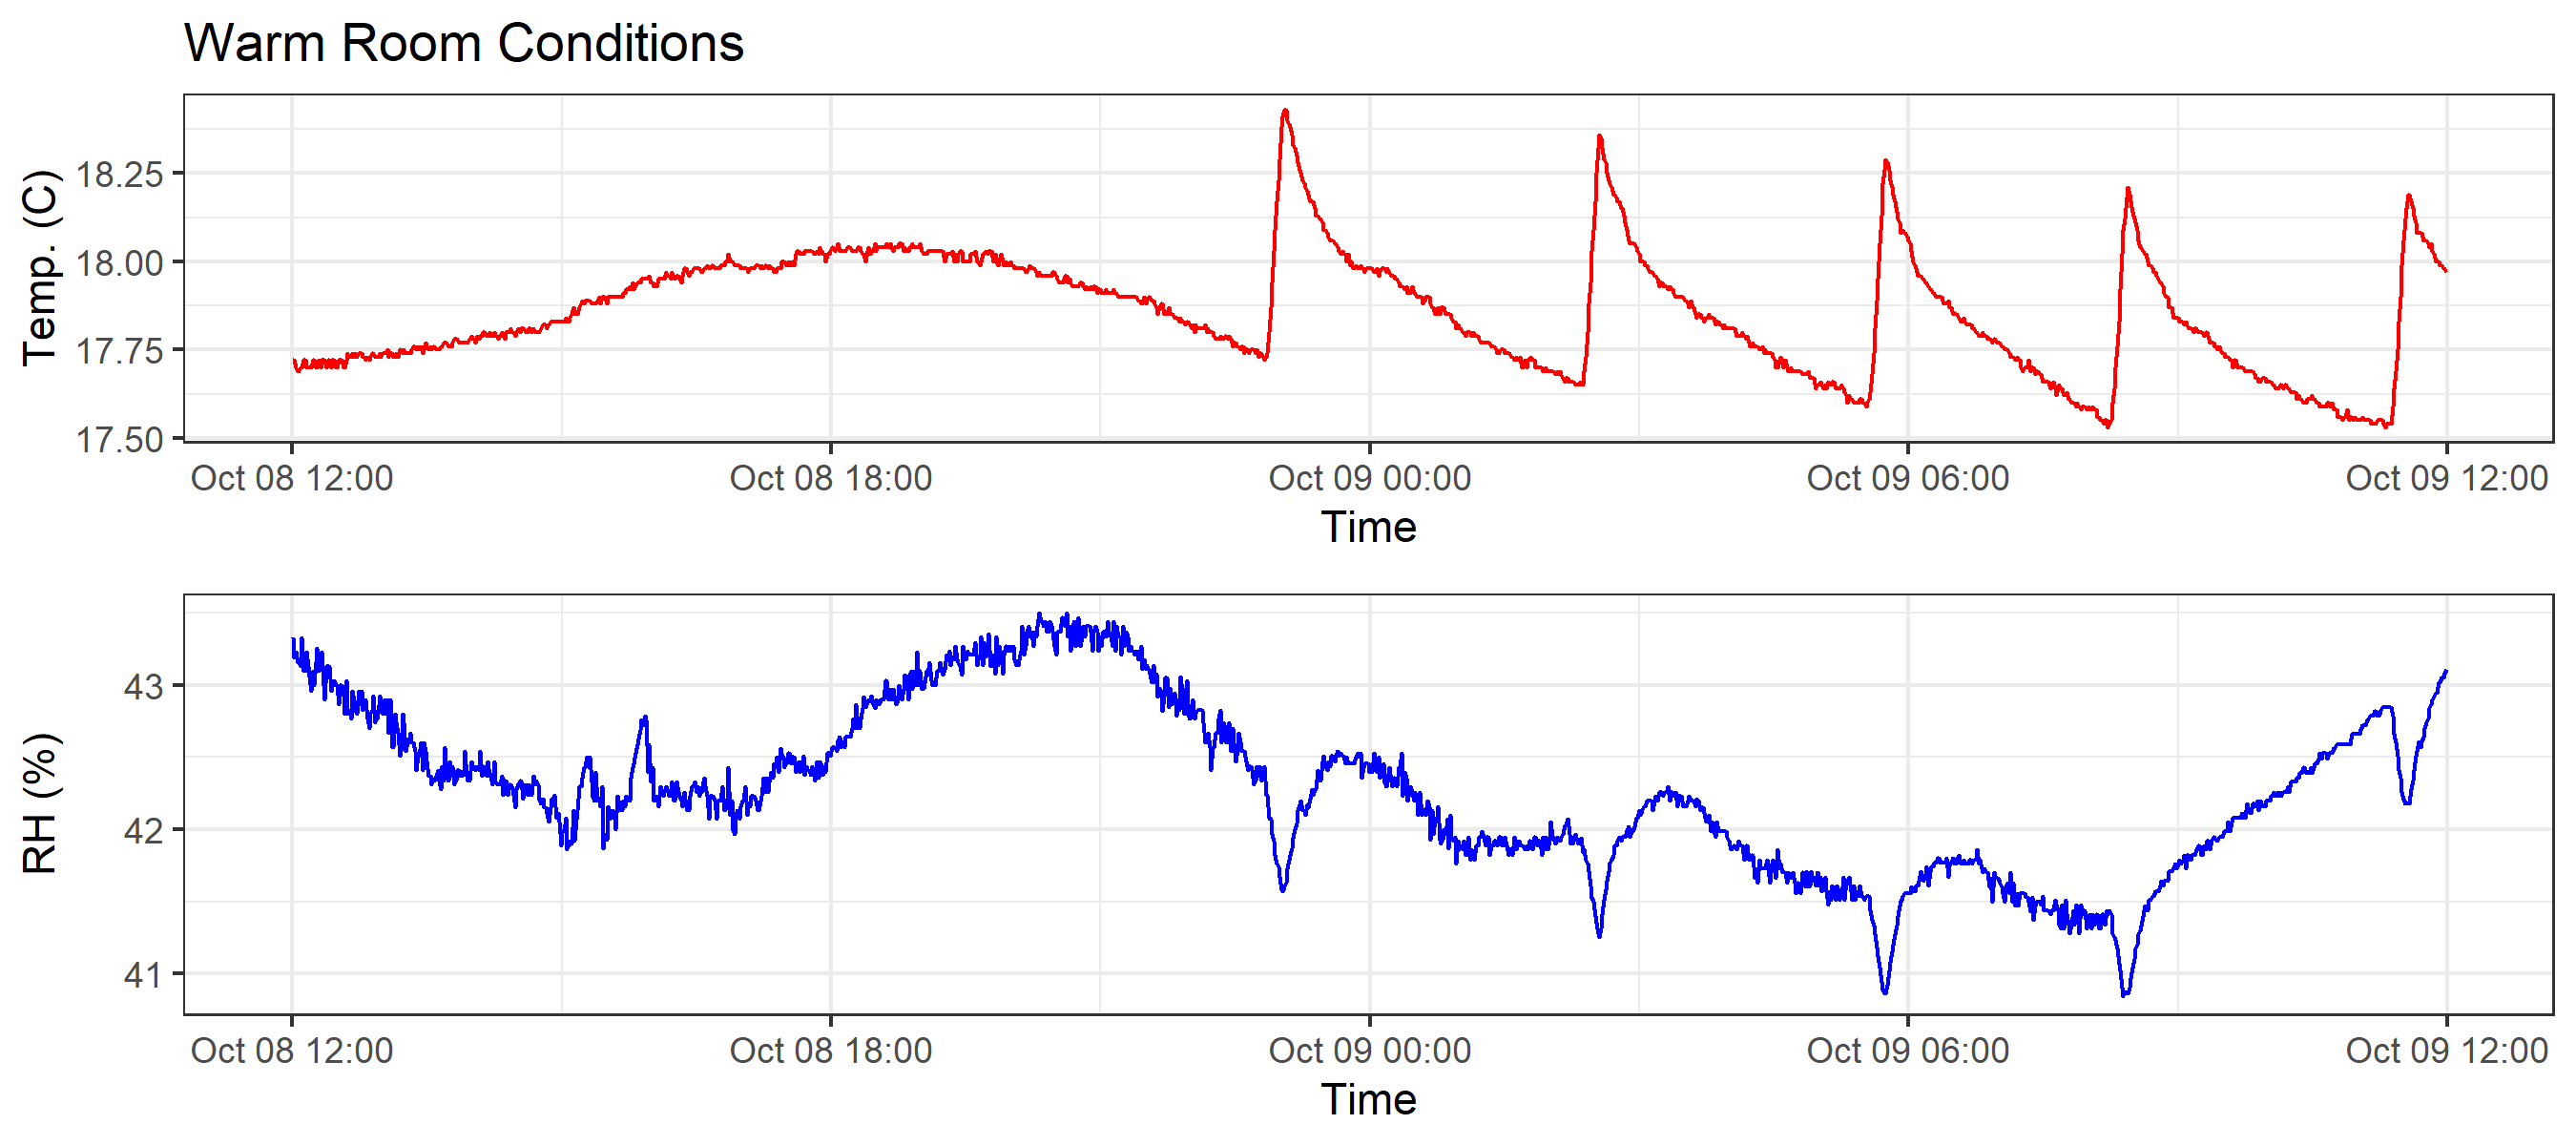 Warm Room Conditions
Temp. (C)
18.25
18.00
17.75
17.50
Oct 08 12:00 Oct 08 18:00 Oct 09 00:00 Oct 09 06:00 Oct 09 12:00
Time
RH (%)
43
42
41
Oct 08 12:00 Oct 08 18:00 Oct 09 00:00 Oct 09 06:00 Oct 09 12:00
Time